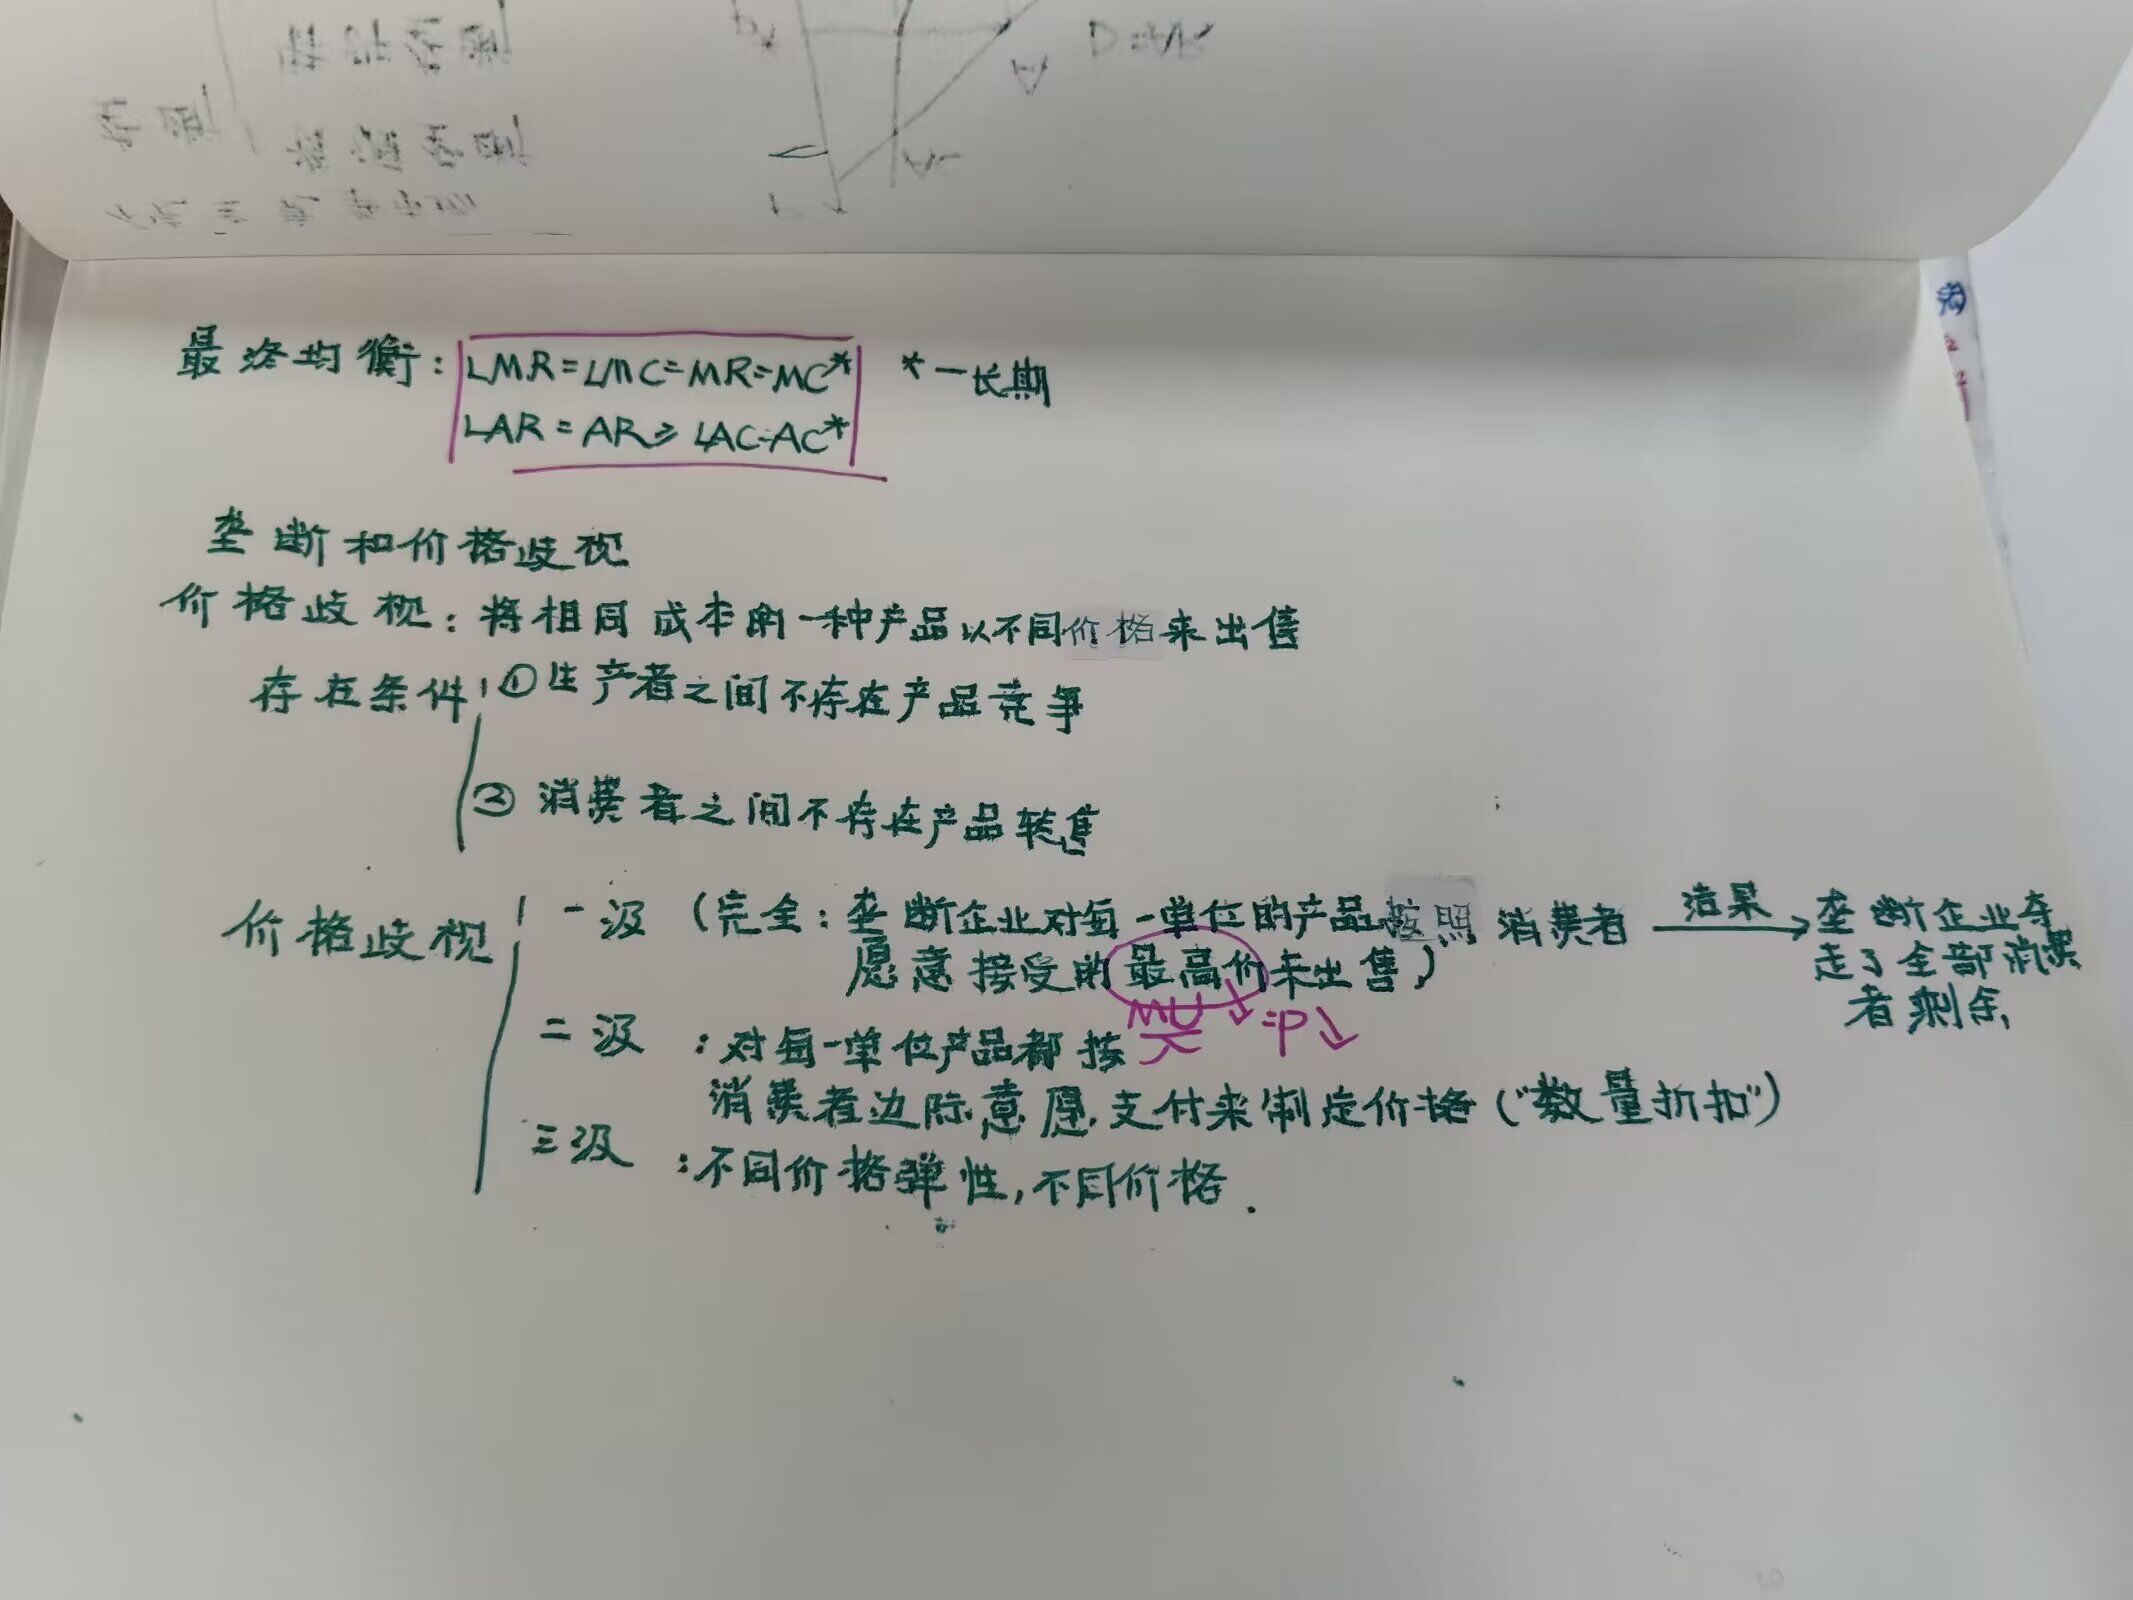 D=AR
最终均衡: LMR=LMC=MR=MC* *—长期
LAR=AR≥LAC=AC*
垄断和价格歧视
价格歧视: 将相同成本的一种产品以不同价格来出售
存在条件 ①生产者之间不存在产品竞争
② 消费者之间不存在产品转售
价格歧视 一级 (完全: 垄断企业对每一单位的产品按照消费者 结果→ 垄断企业夺
愿意接受的最高价来出售) 走了全部消费
者剩余
MU↓/λ=P↓
二级 : 对每一单位产品都按
消费者边际意愿支付来制定价格 ("数量折扣")
三级 : 不同价格弹性, 不同价格.